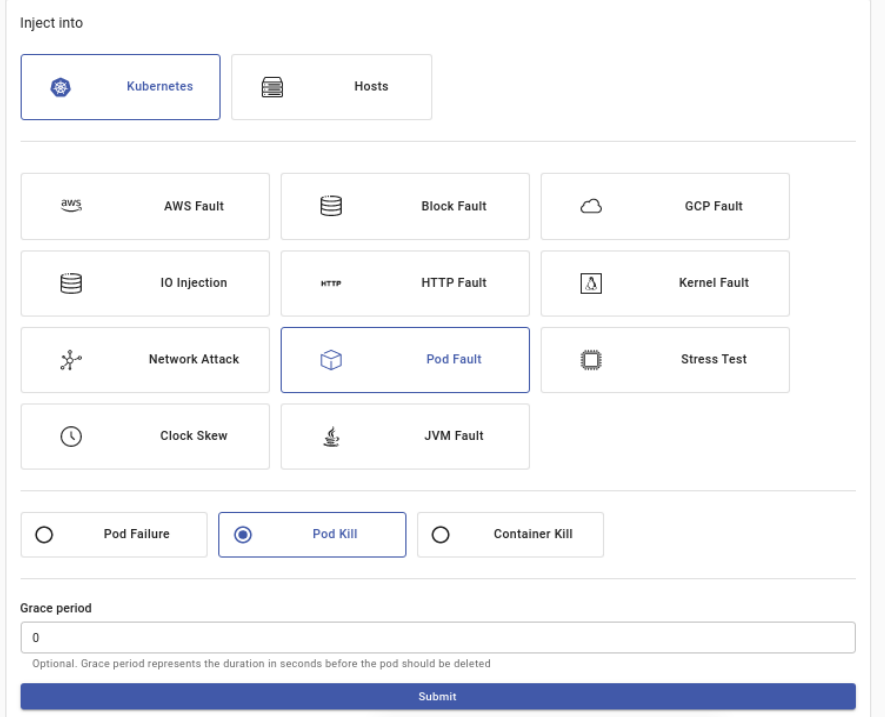 Inject into
Kubernetes
Hosts
aws AWS Fault
Block Fault
GCP Fault
IO Injection
HTTP HTTP Fault
Kernel Fault
Network Attack
Pod Fault
Stress Test
Clock Skew
JVM Fault
Pod Failure
Pod Kill
Container Kill
Grace period
0
Optional. Grace period represents the duration in seconds before the pod should be deleted
Submit